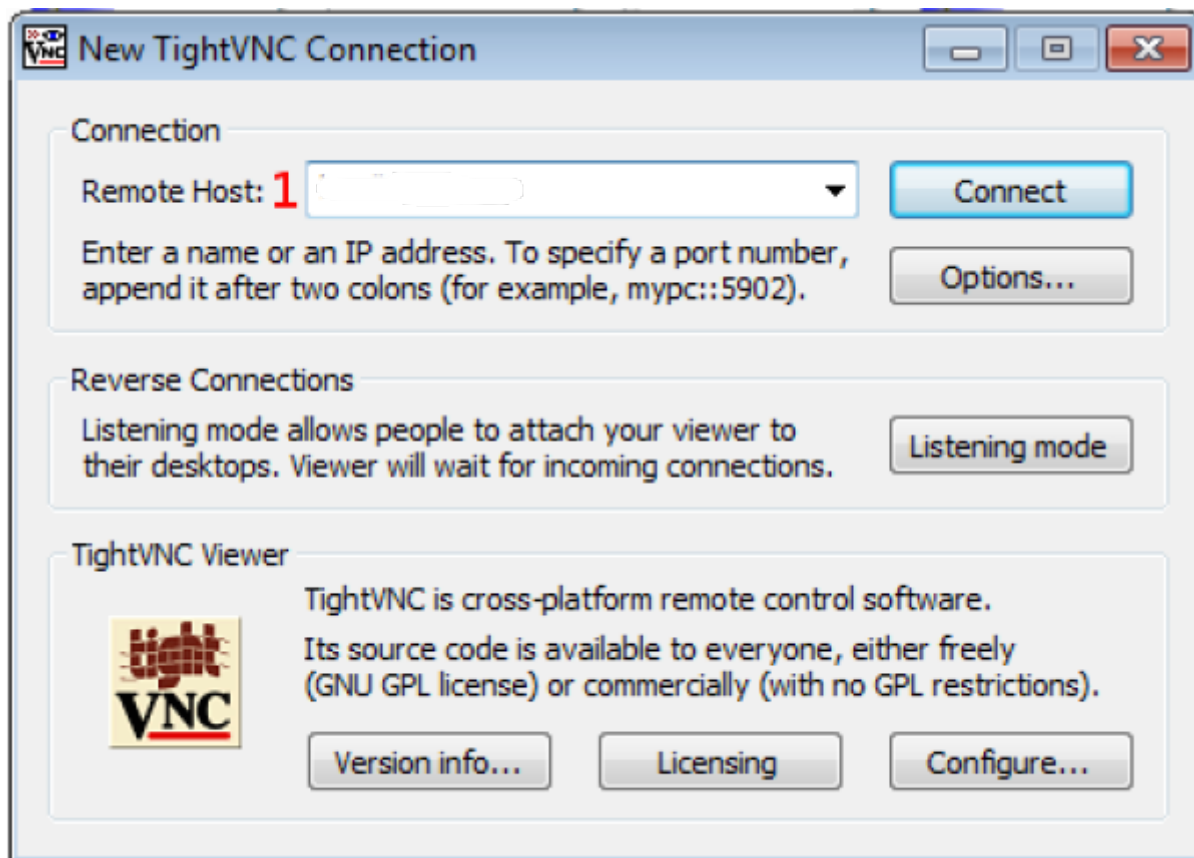 VNC New TightVNC Connection
Connection
Remote Host: 1
Connect
Enter a name or an IP address. To specify a port number,
append it after two colons (for example, mypc::5902).
Options...
Reverse Connections
Listening mode allows people to attach your viewer to
their desktops. Viewer will wait for incoming connections.
Listening mode
TightVNC Viewer
tight
VNC
TightVNC is cross-platform remote control software.
Its source code is available to everyone, either freely
(GNU GPL license) or commercially (with no GPL restrictions).
Version info...
Licensing
Configure...